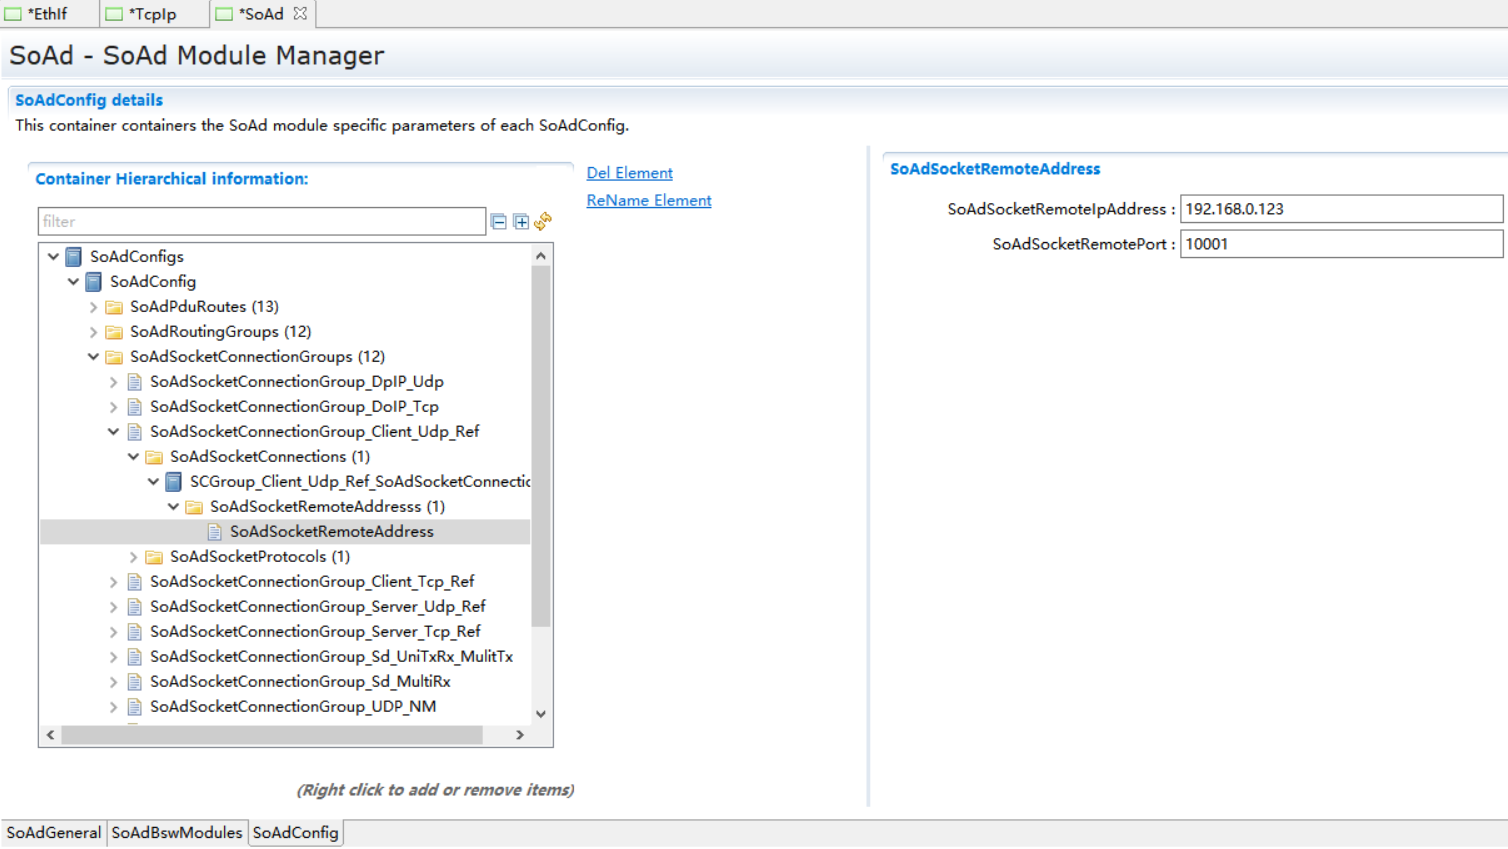 *EthIf
*TcpIp
*SoAd
SoAd - SoAd Module Manager
SoAdConfig details
This container containers the SoAd module specific parameters of each SoAdConfig.
Container Hierarchical information:
filter
SoAdConfigs
SoAdConfig
SoAdPduRoutes (13)
SoAdRoutingGroups (12)
SoAdSocketConnectionGroups (12)
SoAdSocketConnectionGroup_DpIP_Udp
SoAdSocketConnectionGroup_DoIP_Tcp
SoAdSocketConnectionGroup_Client_Udp_Ref
SoAdSocketConnections (1)
SCGroup_Client_Udp_Ref_SoAdSocketConnectic
SoAdSocketRemoteAddresss (1)
SoAdSocketRemoteAddress
SoAdSocketProtocols (1)
SoAdSocketConnectionGroup_Client_Tcp_Ref
SoAdSocketConnectionGroup_Server_Udp_Ref
SoAdSocketConnectionGroup_Server_Tcp_Ref
SoAdSocketConnectionGroup_Sd_UniTxRx_MulitTx
SoAdSocketConnectionGroup_Sd_MultiRx
SoAdSocketConnectionGroup_UDP_NM
(Right click to add or remove items)
Del Element
ReName Element
SoAdSocketRemoteAddress
SoAdSocketRemoteIpAddress : 192.168.0.123
SoAdSocketRemotePort : 10001
SoAdGeneral
SoAdBswModules
SoAdConfig